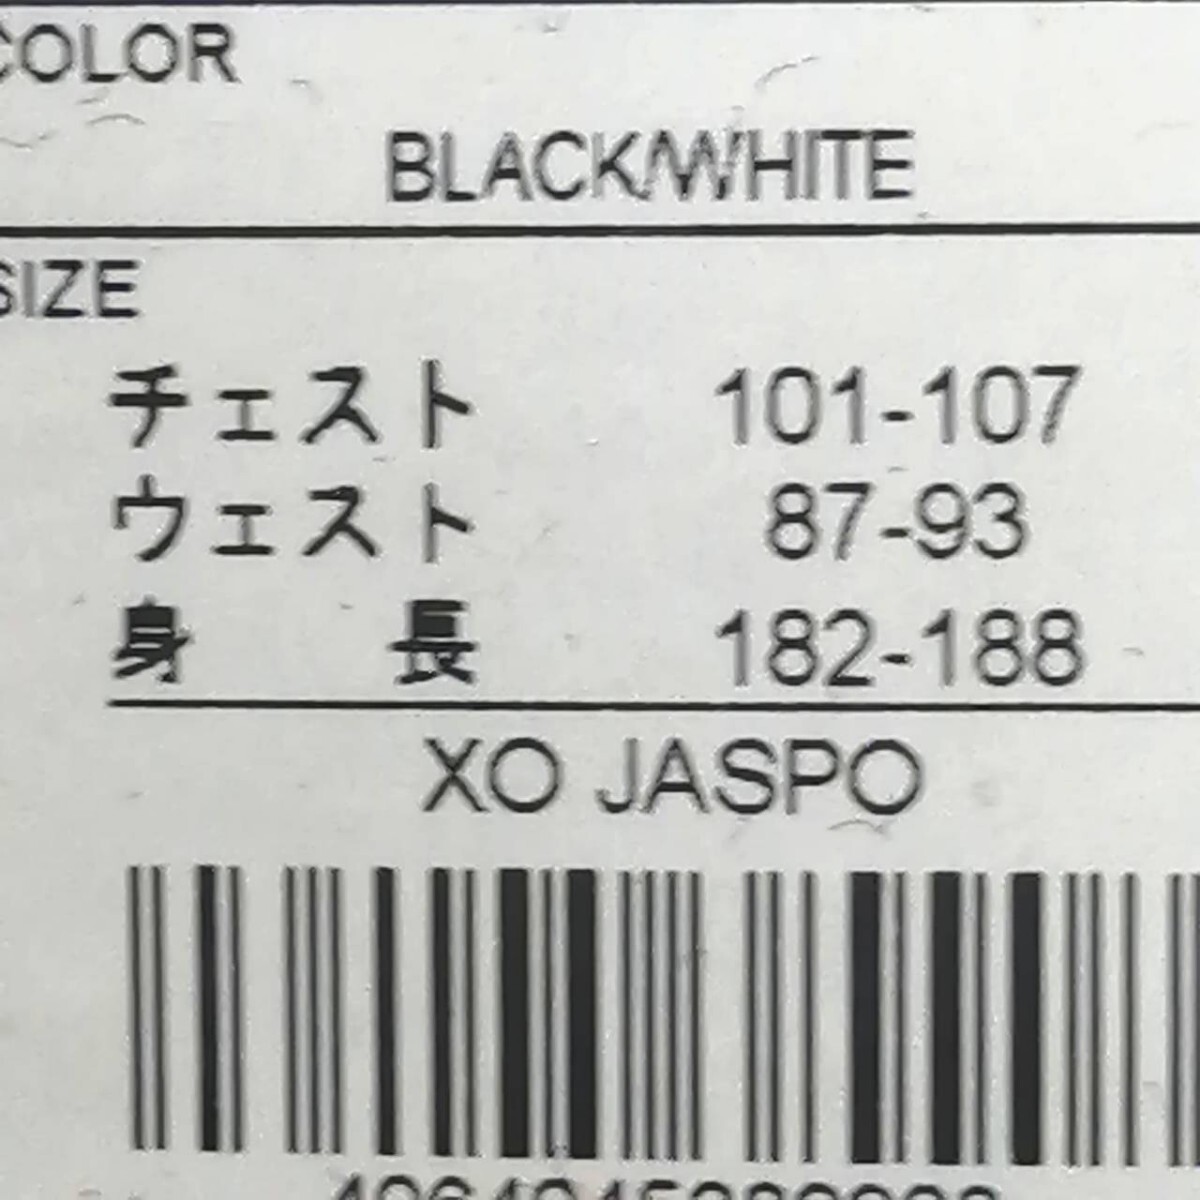 COLOR
BLACK/WHITE
SIZE
チェスト 101-107
ウェスト 87-93
身長 182-188
XO JASPO